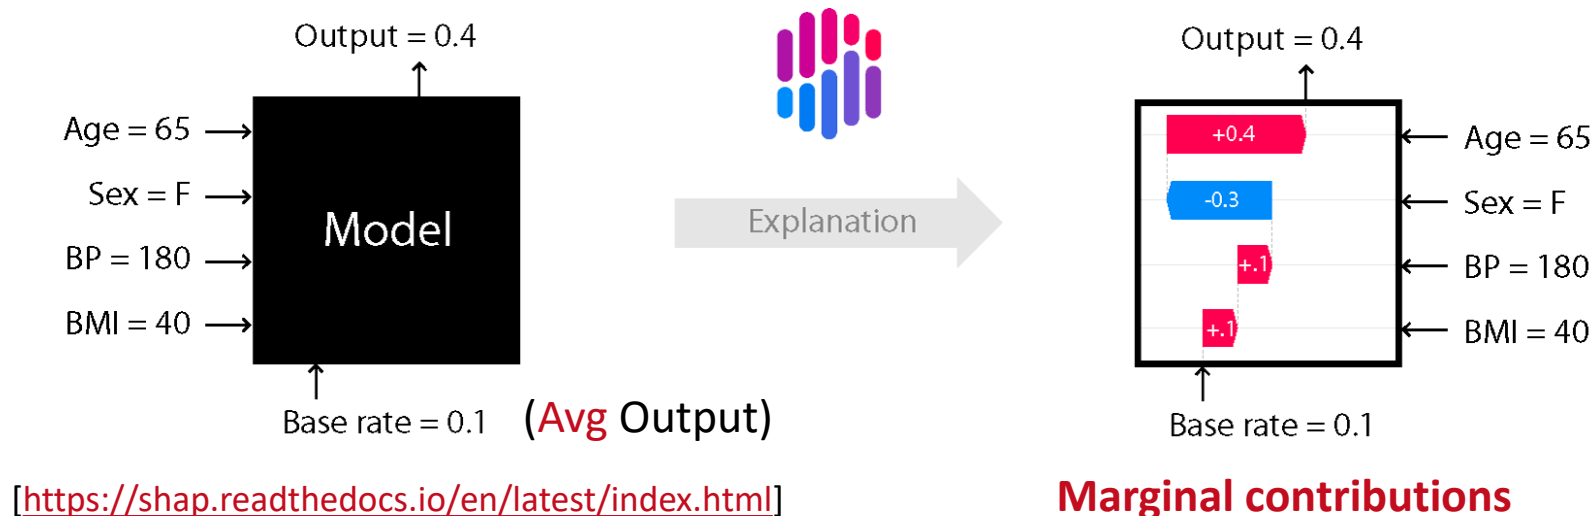 Output = 0.4
Age = 65
Sex = F
BP = 180
BMI = 40
Model
Base rate = 0.1
(Avg Output)
Explanation
Output = 0.4
+0.4
-0.3
+.1
+.1
Age = 65
Sex = F
BP = 180
BMI = 40
Base rate = 0.1
[https://shap.readthedocs.io/en/latest/index.html]
Marginal contributions